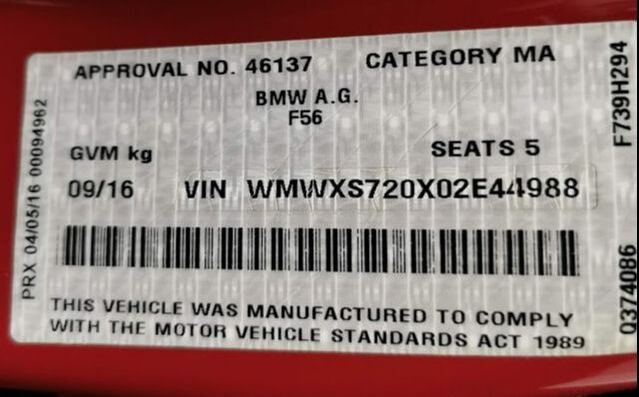 APPROVAL NO. 46137 CATEGORY MA
BMW A.G.
F56
GVM kg SEATS 5
09/16 VIN WMWXS720X02E44988
THIS VEHICLE WAS MANUFACTURED TO COMPLY
WITH THE MOTOR VEHICLE STANDARDS ACT 1989
PRX 04/05/16 00094962
F739H294
0374086